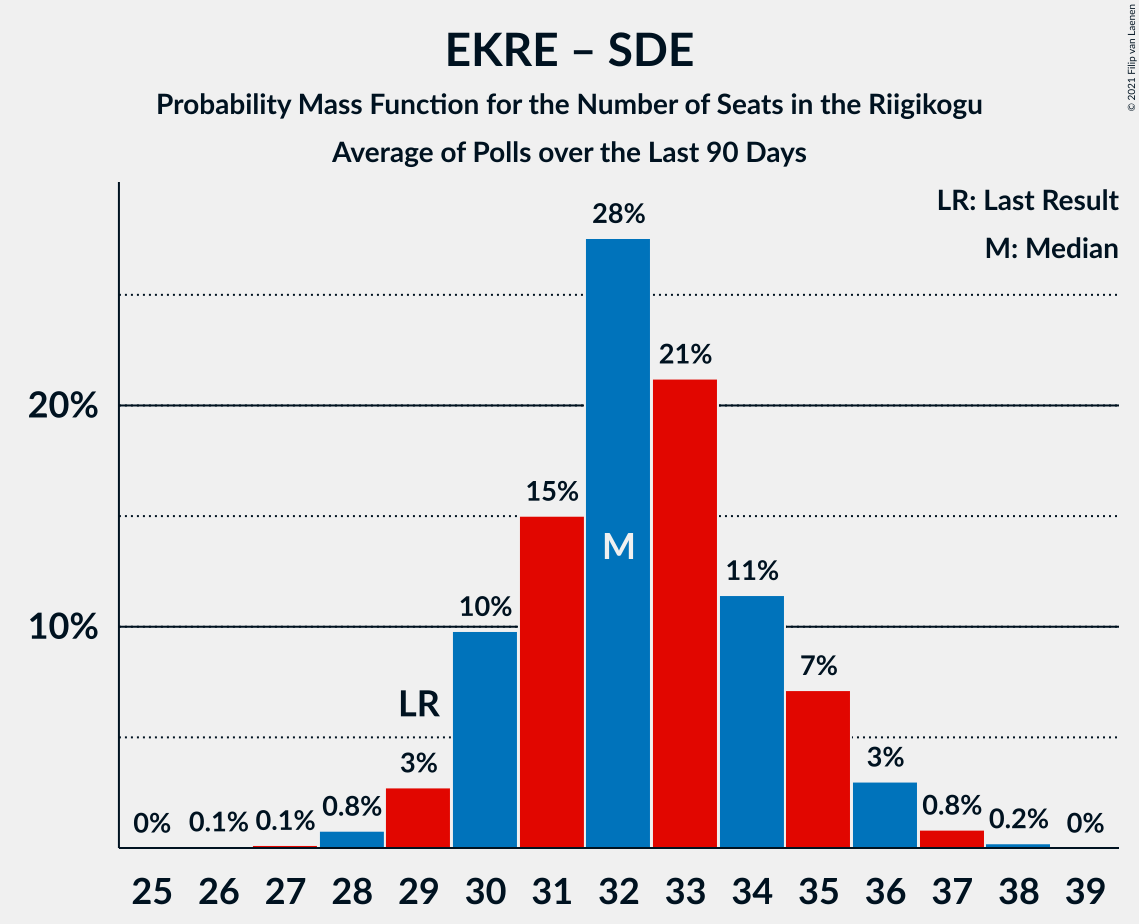 EKRE – SDE
Probability Mass Function for the Number of Seats in the Riigikogu
Average of Polls over the Last 90 Days
© 2021 Filip van Laenen
LR: Last Result
M: Median
28%
21%
20%
15%
M
11%
10%
10%
7%
LR
3%
3%
0%
0.1%
0.1%
0.8%
0.8%
0.2%
0%
25 26 27 28 29 30 31 32 33 34 35 36 37 38 39